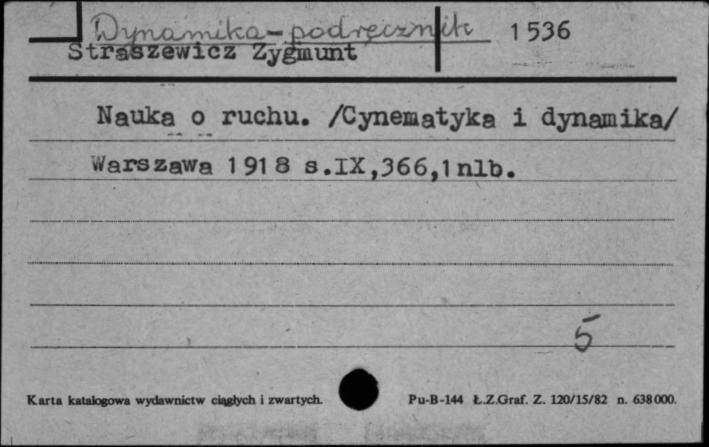 Dynamika-podręcznik 1536
Straszewicz Zygmunt
Nauka o ruchu. /Cynematyka i dynamika/
Warszawa 1918 s.IX,366,1nlb.
5
Karta katalogowa wydawnictw ciągłych i zwartych. Pu-B-144 Ł.Z.Graf. Z. 120/15/82 n. 638000.